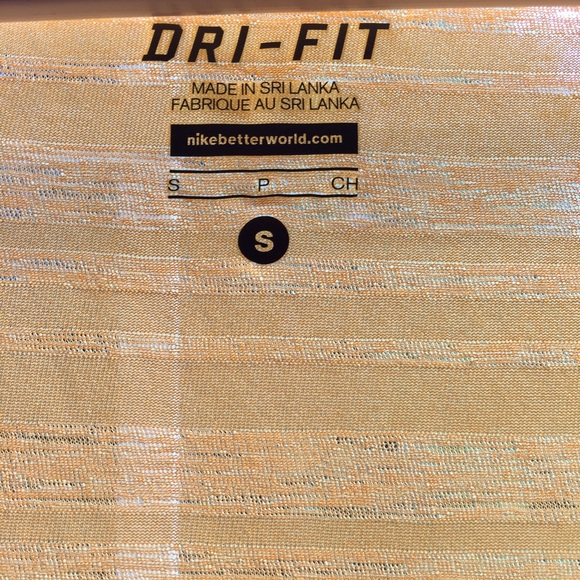 DRI-FIT
MADE IN SRI LANKA
FABRIQUE AU SRI LANKA
nikebetterworld.com
S P CH
S